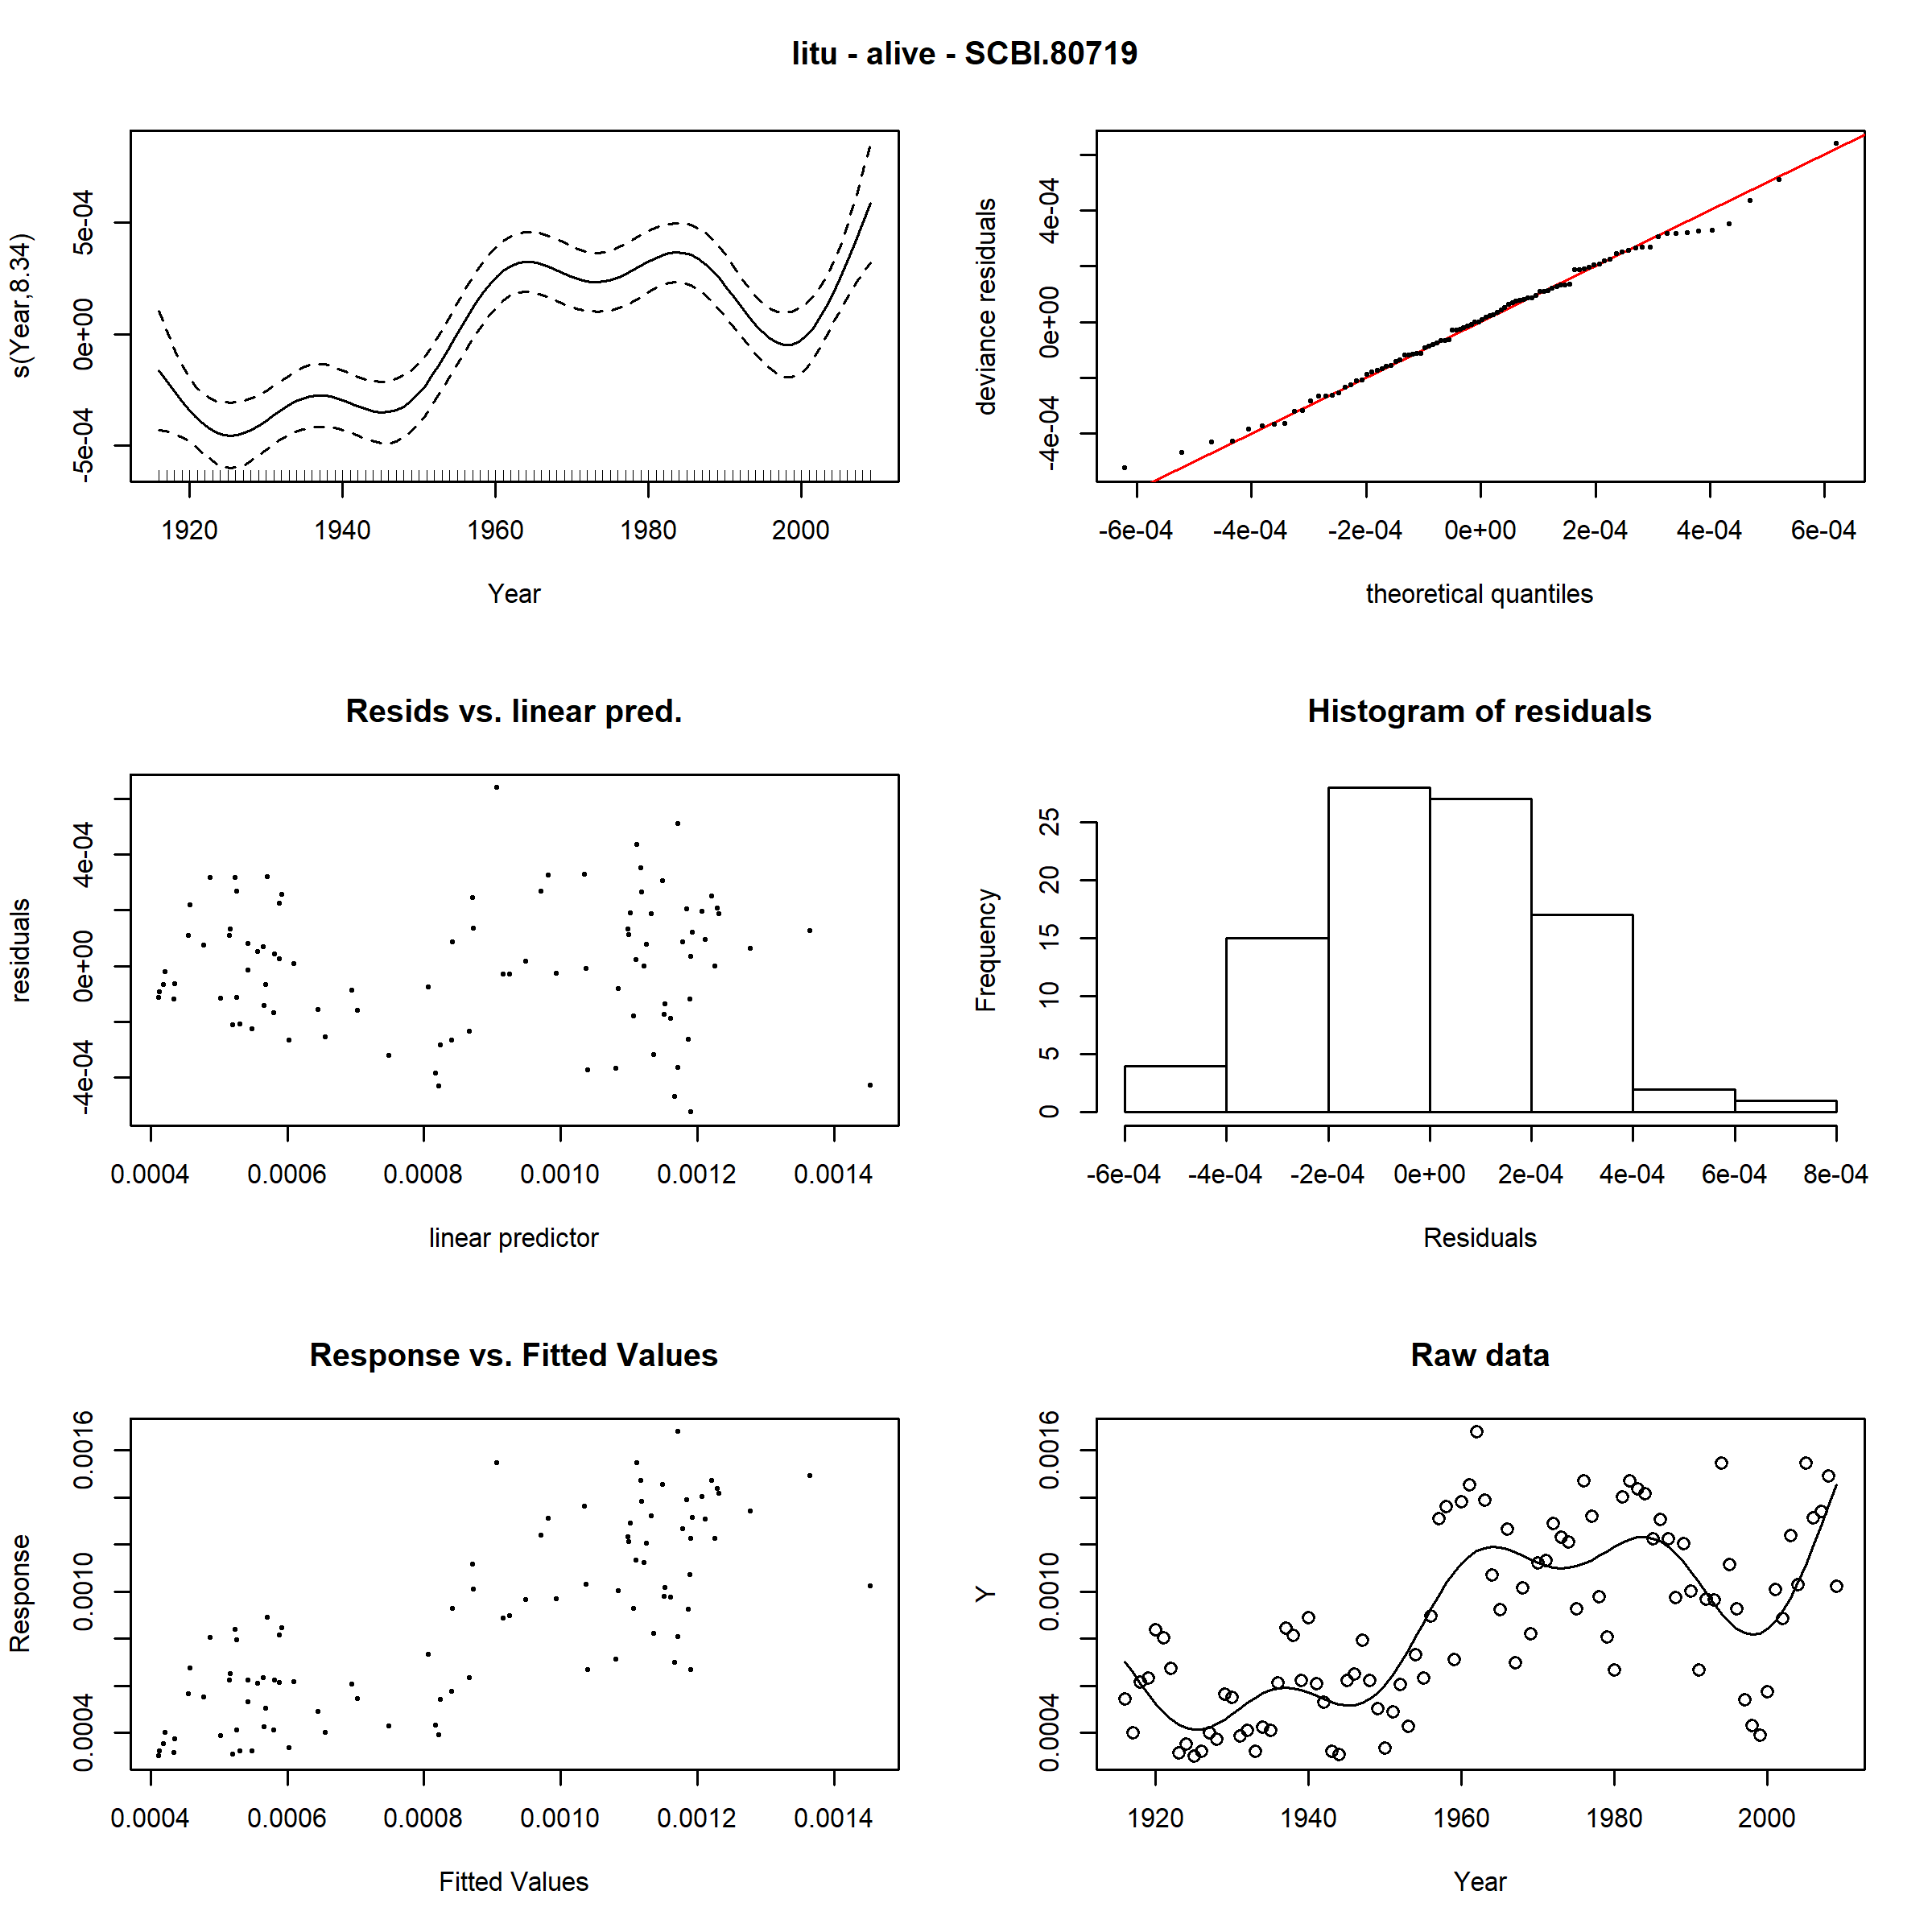 litu - alive - SCBI.80719
s(Year,8.34)
-5e-04 0e+00 5e-04
1920 1940 1960 1980 2000
Year
deviance residuals
-4e-04 0e+00 4e-04
-6e-04 -4e-04 -2e-04 0e+00 2e-04 4e-04 6e-04
theoretical quantiles
Resids vs. linear pred.
residuals
-4e-04 0e+00 4e-04
0.0004 0.0006 0.0008 0.0010 0.0012 0.0014
linear predictor
Histogram of residuals
Frequency
0 5 10 15 20 25
-6e-04 -4e-04 -2e-04 0e+00 2e-04 4e-04 6e-04 8e-04
Residuals
Response vs. Fitted Values
Response
0.0004 0.0010 0.0016
0.0004 0.0006 0.0008 0.0010 0.0012 0.0014
Fitted Values
Raw data
Y
0.0004 0.0010 0.0016
1920 1940 1960 1980 2000
Year